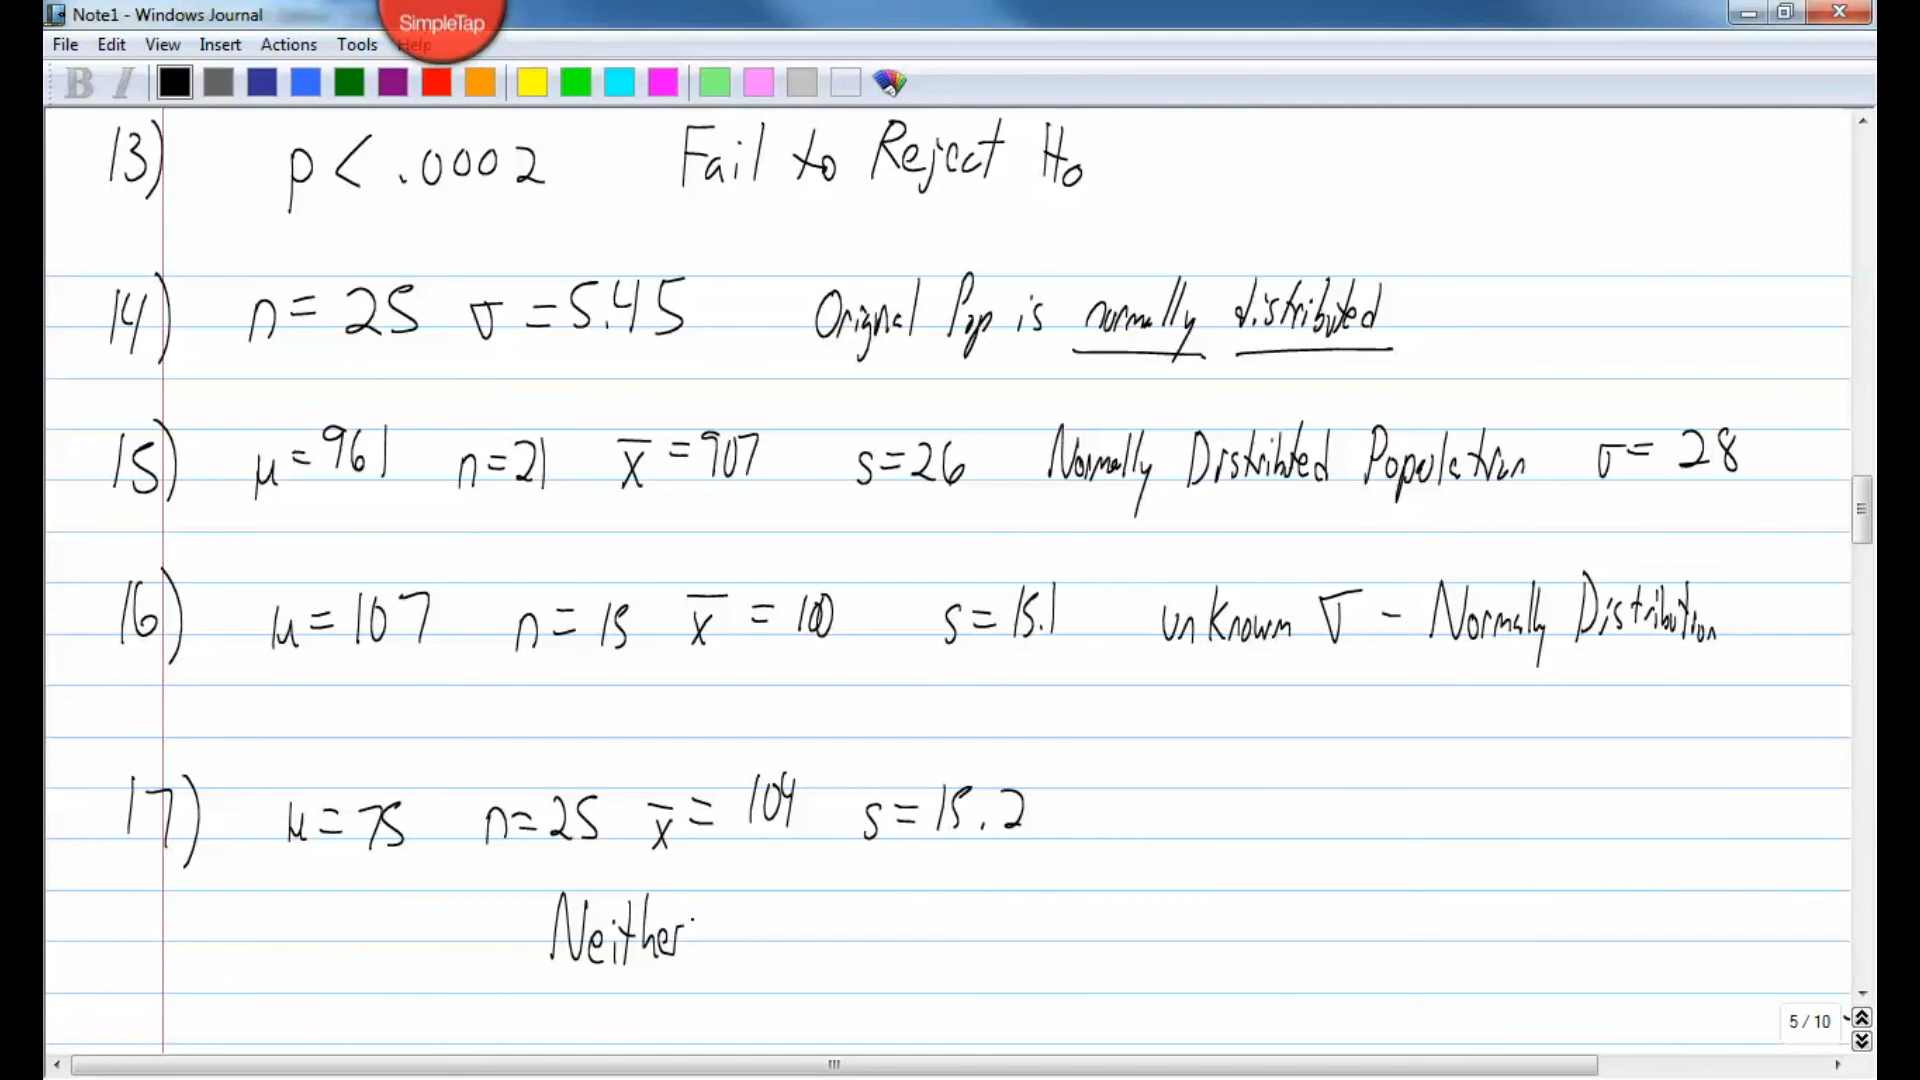 Note1 - Windows Journal
SimpleTap
File Edit View Insert Actions Tools Help
B I
13) p < .0002 Fail to Reject H₀
14) n = 25 σ = 5.45 Orignal Pop is normally distributed
15) μ = 961 n = 21 x̄ = 907 s = 26 Normally Distributed Population σ = 28
16) μ = 107 n = 15 x̄ = 100 s = 15.1 unknown σ - Normally Distribution
17) μ = 75 n = 25 x̄ = 104 s = 15.2
Neither
5 / 10